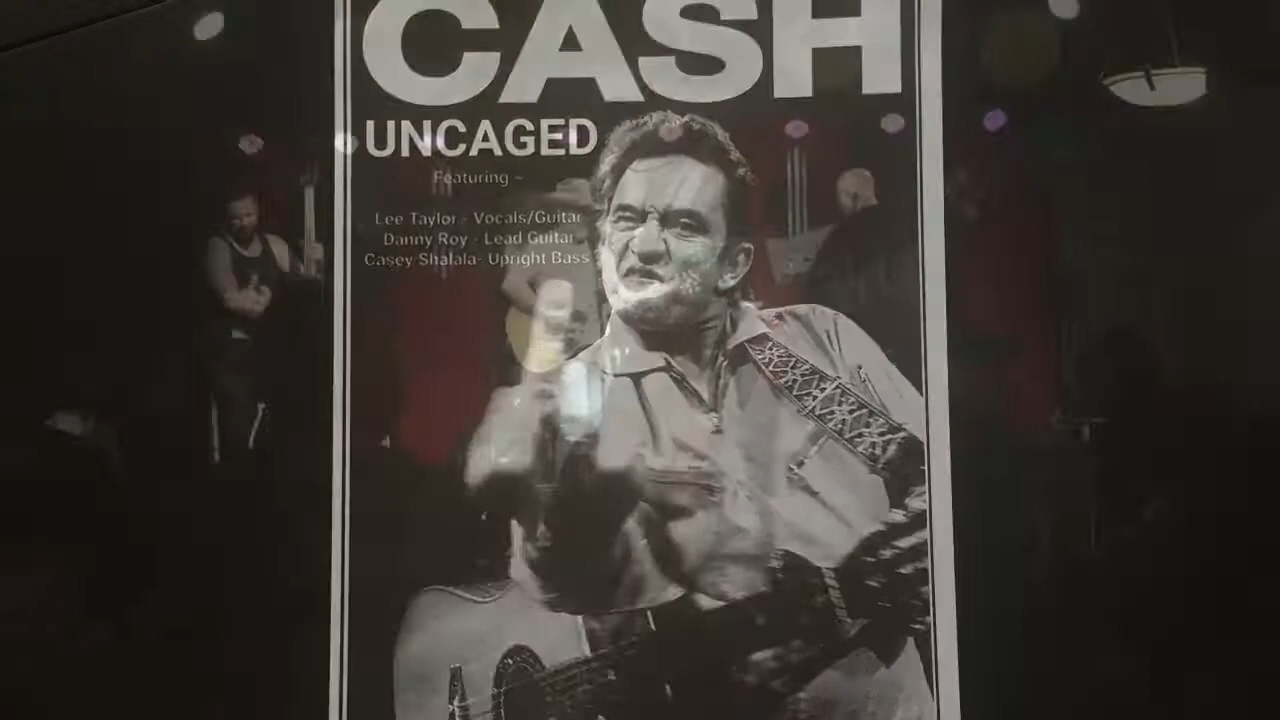 CASH
UNCAGED
Featuring ~
Lee Taylor - Vocals/Guitar
Danny Roy - Lead Guitar
Casey Shalala- Upright Bass